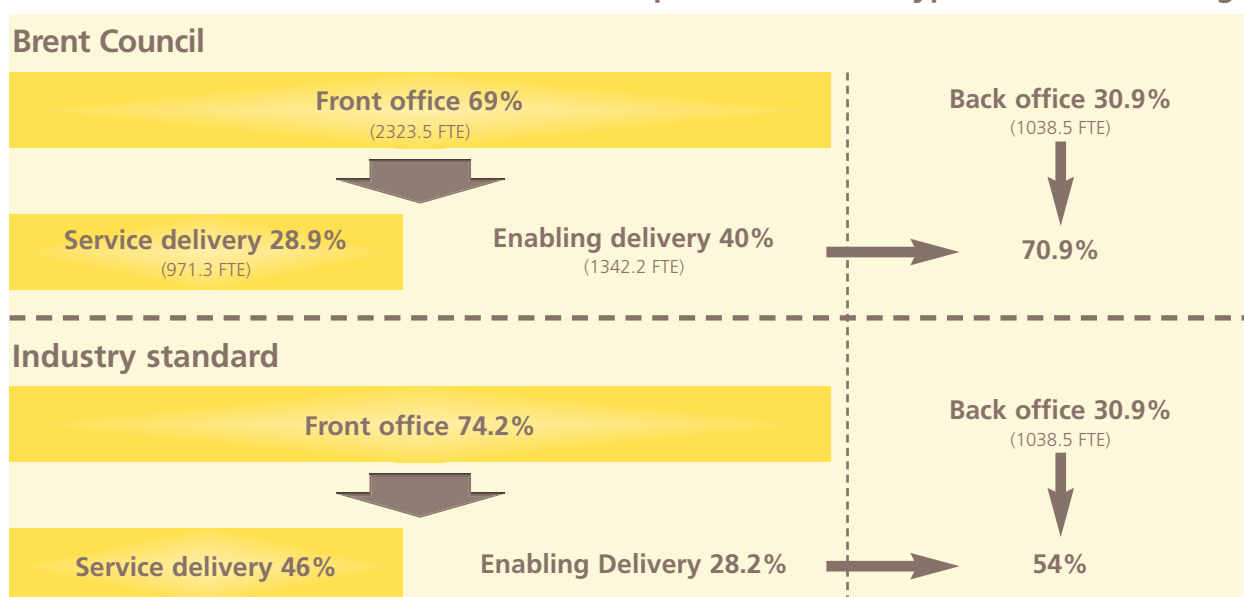 Brent Council
Front office 69%
(2323.5 FTE)
Back office 30.9%
(1038.5 FTE)
Service delivery 28.9%
(971.3 FTE)
Enabling delivery 40%
(1342.2 FTE)
70.9%
Industry standard
Front office 74.2%
Back office 30.9%
(1038.5 FTE)
Service delivery 46%
Enabling Delivery 28.2%
54%